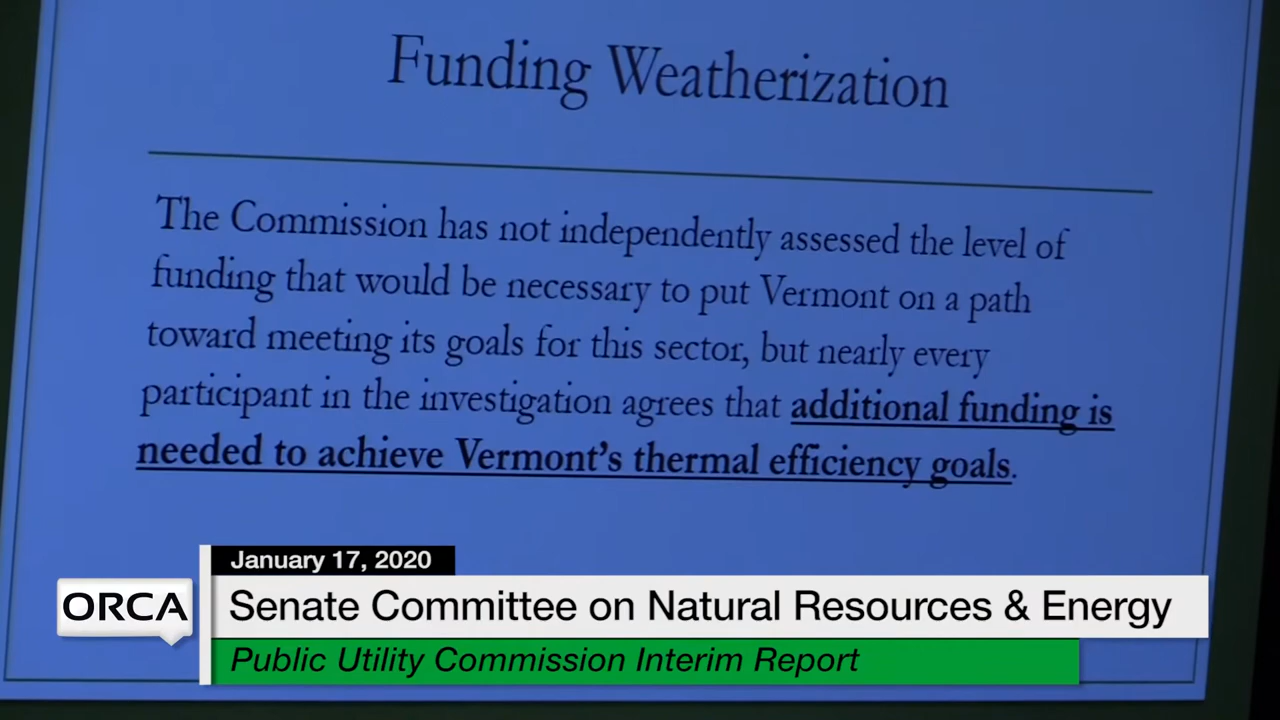 Funding Weatherization
The Commission has not independently assessed the level of
funding that would be necessary to put Vermont on a path
toward meeting its goals for this sector, but nearly every
participant in the investigation agrees that additional funding is
needed to achieve Vermont's thermal efficiency goals.
January 17, 2020
ORCA
Senate Committee on Natural Resources & Energy
Public Utility Commission Interim Report